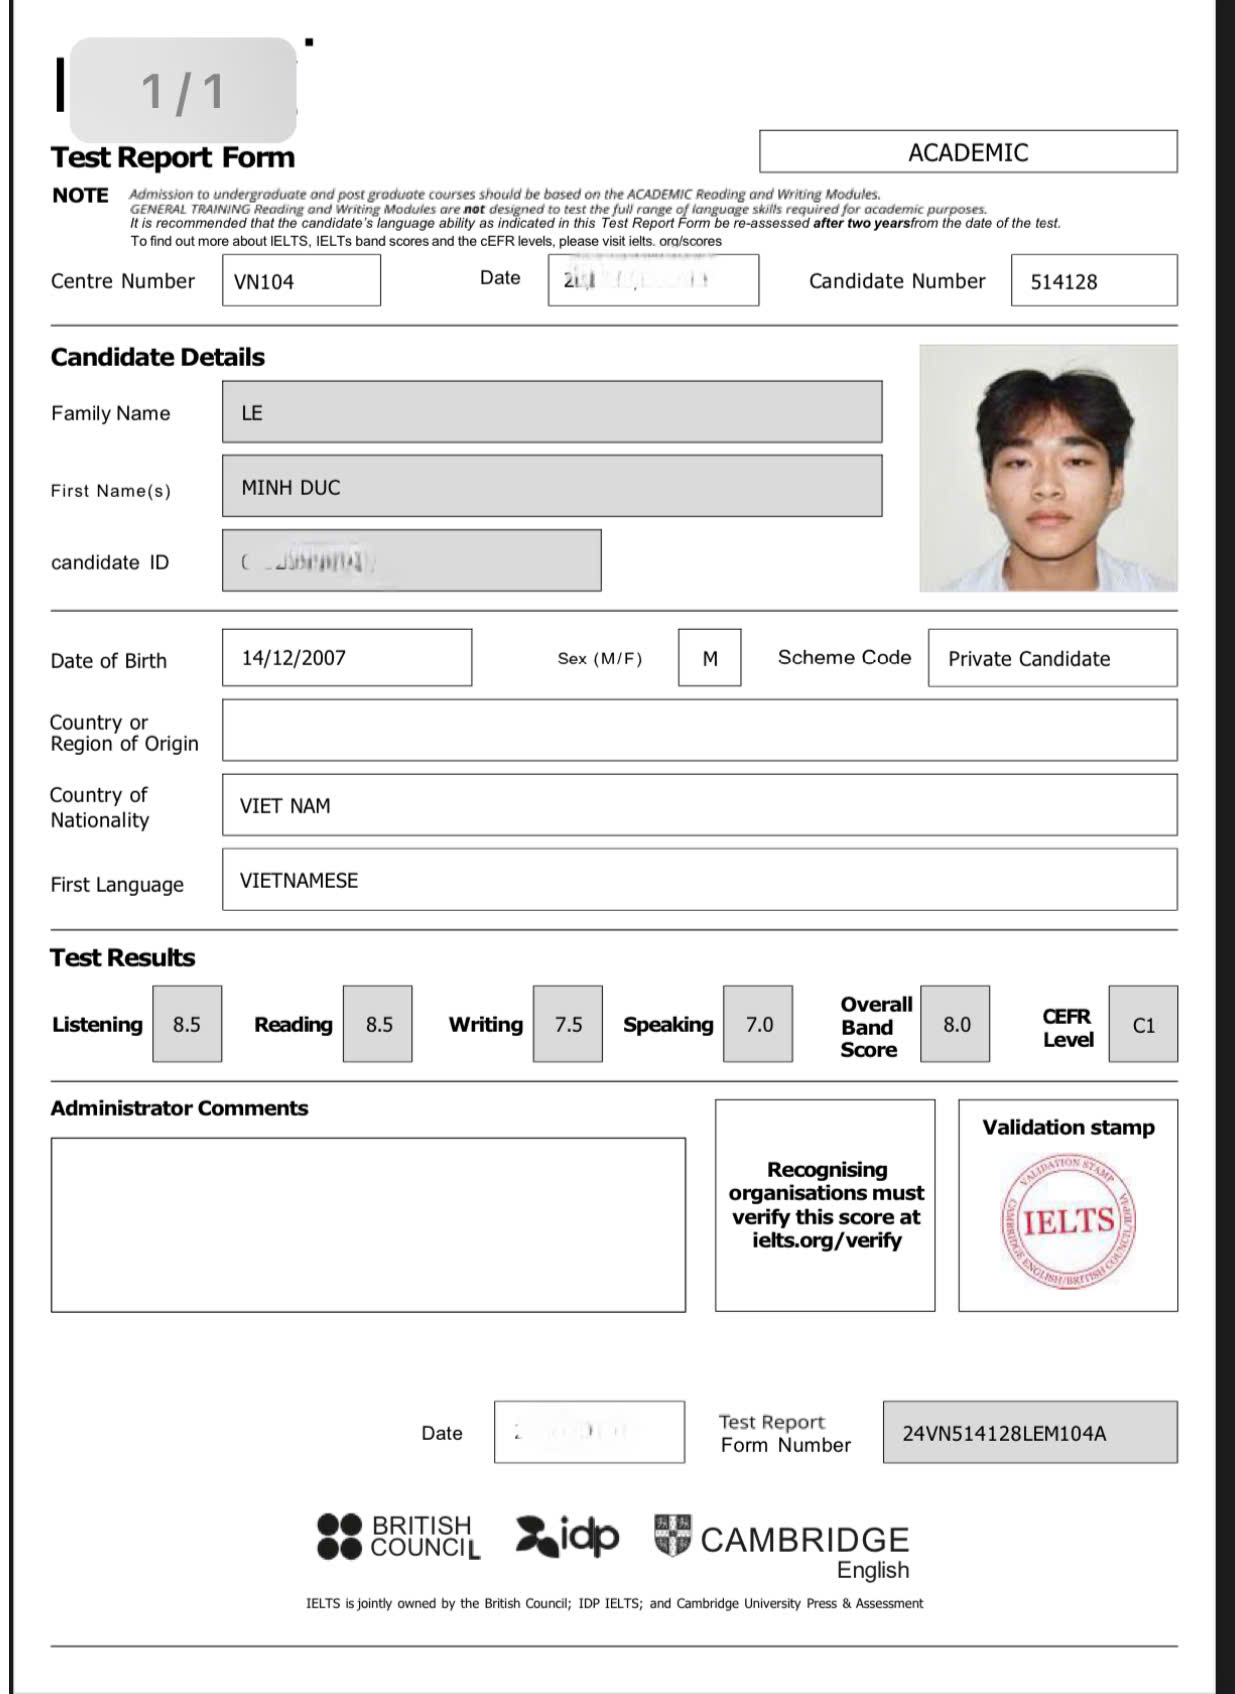 1/1
Test Report Form
ACADEMIC
NOTE Admission to undergraduate and post graduate courses should be based on the ACADEMIC Reading and Writing Modules.
GENERAL TRAINING Reading and Writing Modules are not designed to test the full range of language skills required for academic purposes.
It is recommended that the candidate's language ability as indicated in this Test Report Form be re-assessed after two yearsfrom the date of the test.
To find out more about IELTS, IELTs band scores and the cEFR levels, please visit ielts. org/scores
Centre Number VN104 Date Candidate Number 514128
Candidate Details
Family Name LE
First Name(s) MINH DUC
candidate ID
Date of Birth 14/12/2007 Sex (M/F) M Scheme Code Private Candidate
Country or
Region of Origin
Country of
Nationality
VIET NAM
First Language VIETNAMESE
Test Results
Listening 8.5 Reading 8.5 Writing 7.5 Speaking 7.0
Overall
Band
Score
8.0
CEFR
Level
C1
Administrator Comments
Recognising
organisations must
verify this score at
ielts.org/verify
Validation stamp
VALIDATION STAMP
IELTS
CAMBRIDGE ENGLISH/BRITISH COUNCIL/IDP:IA
Date
Test Report
Form Number
24VN514128LEM104A
BRITISH
COUNCIL
idp
CAMBRIDGE
English
IELTS is jointly owned by the British Council; IDP IELTS; and Cambridge University Press & Assessment